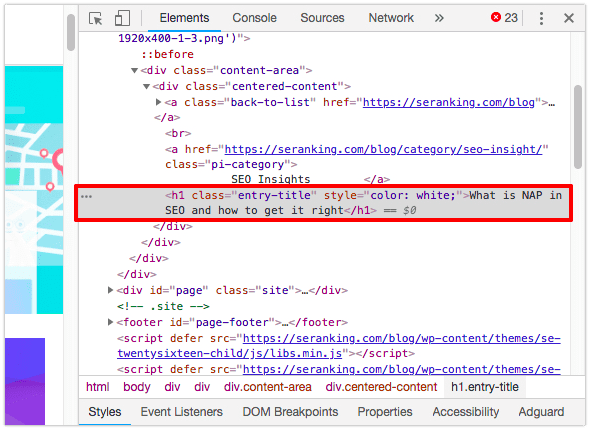 Elements Console Sources Network » 23
1920x400-1-3.png')">
::before
▼<div class="content-area">
▼<div class="centered-content">
▶<a class="back-to-list" href="https://seranking.com/blog">…
</a>
<br>
<a href="https://seranking.com/blog/category/seo-insight/"
class="pi-category">
SEO Insights </a>
… <h1 class="entry-title" style="color: white;">What is NAP in
SEO and how to get it right</h1> == $0
</div>
</div>
</div>
</div>
▶<div id="page" class="site">…</div>
<!-- .site -->
▶<footer id="page-footer">…</footer>
<script defer src="https://seranking.com/blog/wp-content/themes/se-
twentysixteen-child/js/libs.min.js"></script>
<script defer src="https://seranking.com/blog/wp-content/themes/se-
html body div div div.content-area div.centered-content h1.entry-title
Styles Event Listeners DOM Breakpoints Properties Accessibility Adguard